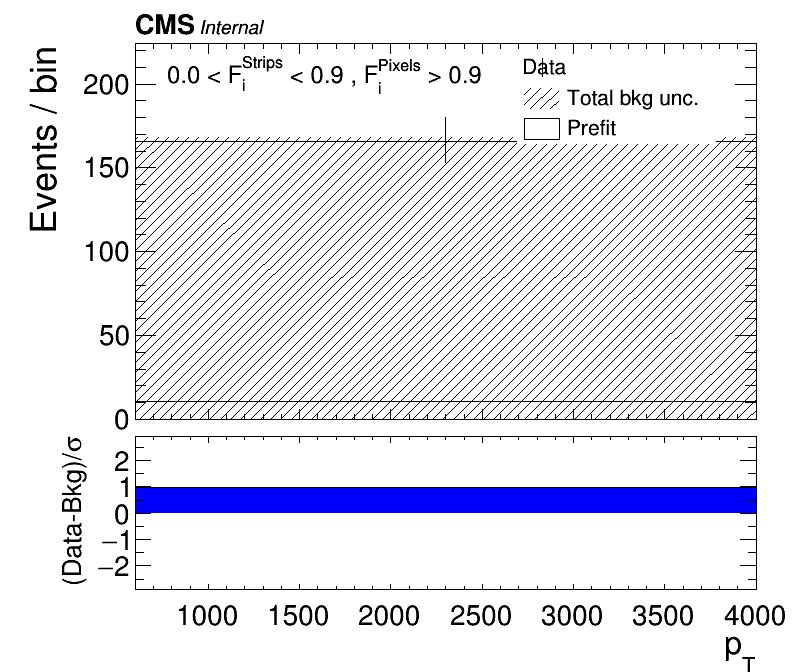 CMS Internal
0.0 < F_i^Strips < 0.9 , F_i^Pixels > 0.9
Data
Total bkg unc.
Prefit
Events / bin
200
150
100
50
0
(Data-Bkg)/σ
2
1
0
−1
−2
1000 1500 2000 2500 3000 3500 4000
p_T